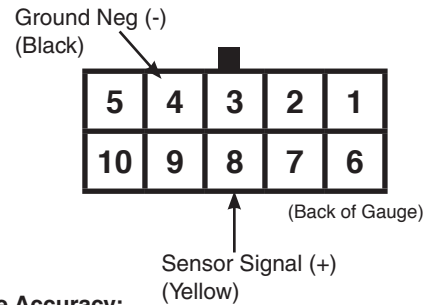 Ground Neg (-)
(Black)
5 4 3 2 1
10 9 8 7 6
(Back of Gauge)
Sensor Signal (+)
(Yellow)
Accuracy: